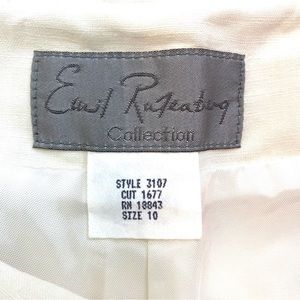 Emil Rutenberg
Collection
STYLE 3107
CUT 1677
RN 18843
SIZE 10